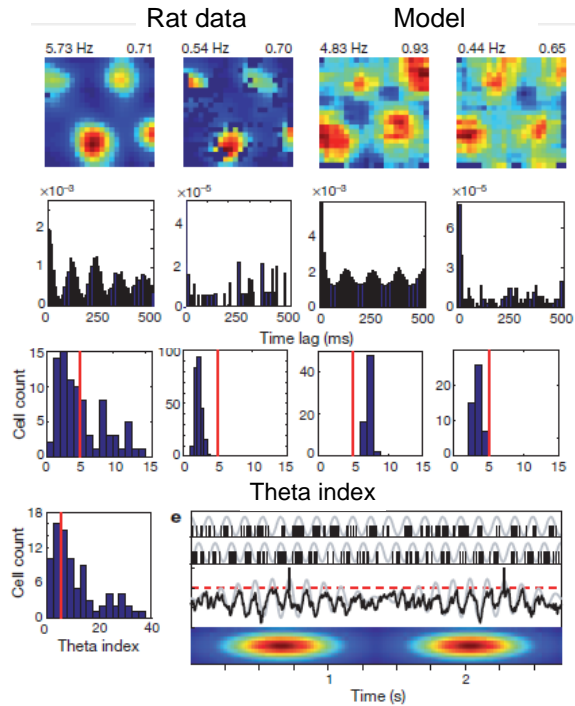 Rat data Model
5.73 Hz 0.71 0.54 Hz 0.70 4.83 Hz 0.93 0.44 Hz 0.65
×10⁻³ ×10⁻⁵ ×10⁻³ ×10⁻⁵
2 1 0 4 2 0 4 2 0 8 6 4 2 0
0 250 500 0 250 500 0 250 500 0 250 500
Time lag (ms)
Cell count
15 10 5 0 100 50 0 40 20 0 20 10 0
0 5 10 15 0 5 10 15 0 5 10 15 0 5 10 15
Theta index
Cell count
18 12 6 0
0 20 40
Theta index
e
1 2
Time (s)